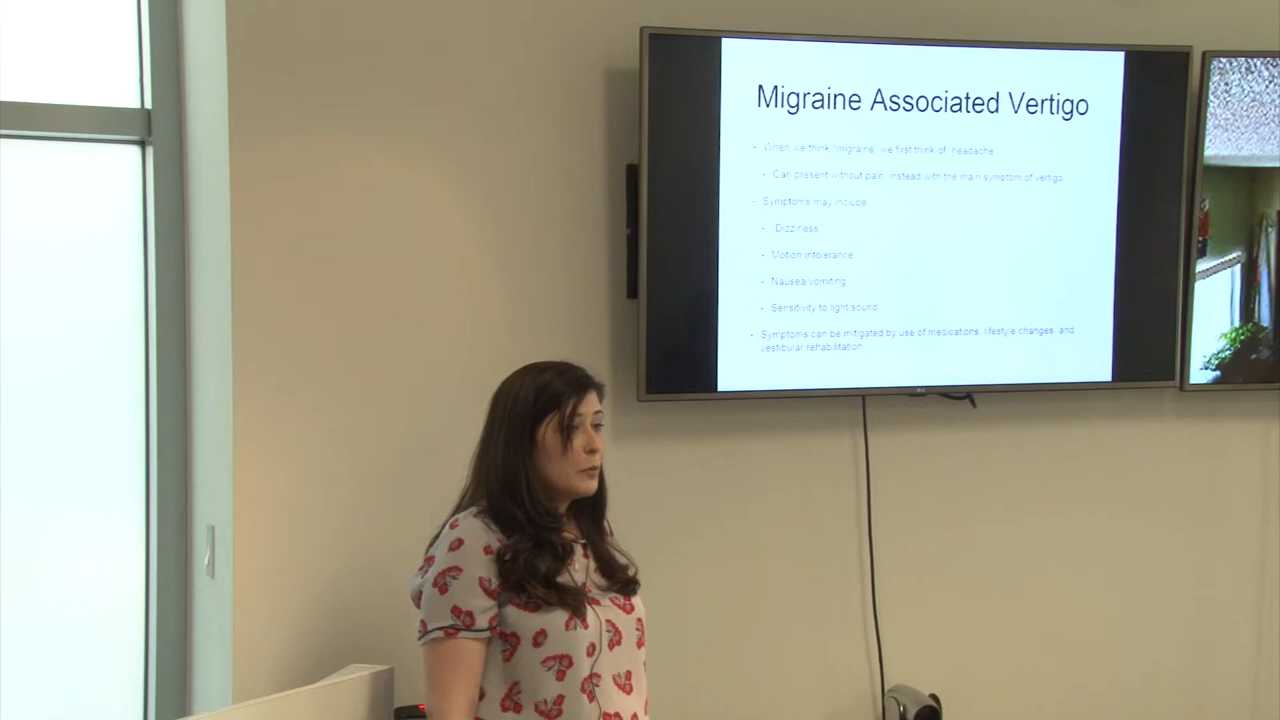 Migraine Associated Vertigo
• When we think "migraine" we first think of "headache"
• Can present without pain, instead with the main symptom of vertigo
• Symptoms may include:
• "Dizziness"
• Motion intolerance
• Nausea/vomiting
• Sensitivity to light/sound
• Symptoms can be mitigated by use of medications, lifestyle changes, and
vestibular rehabilitation
LG